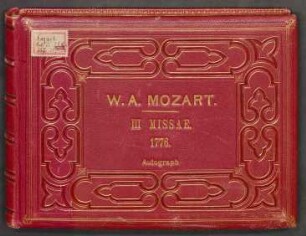 W. A. MOZART.
III MISSAE.
1776.
Autograph.